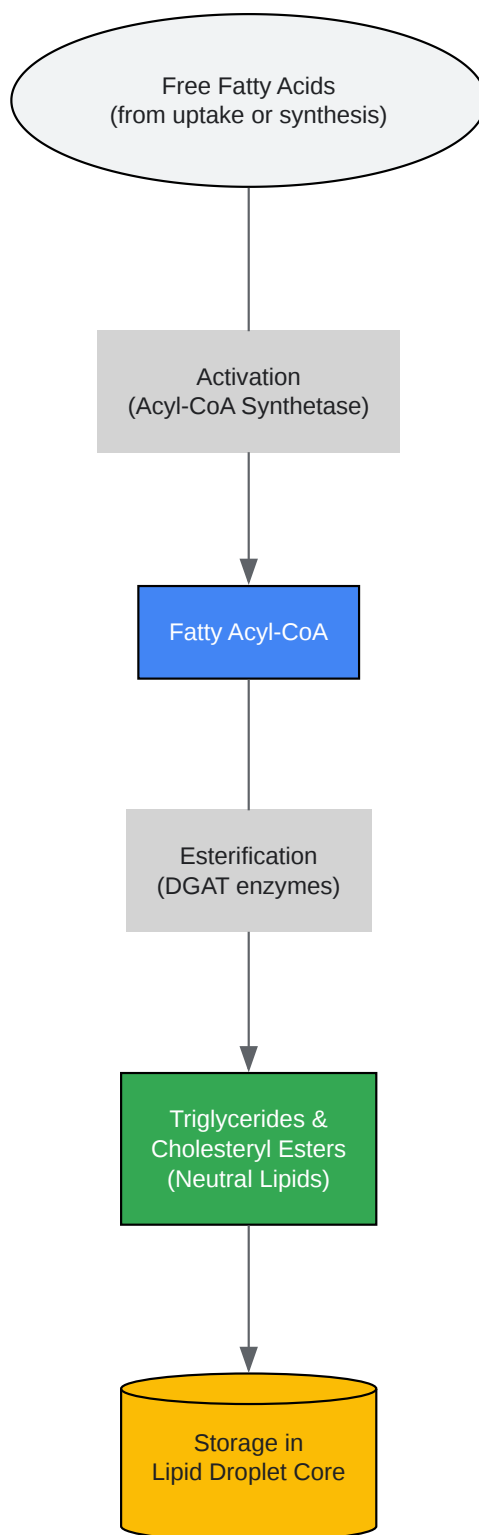 Free Fatty Acids
(from uptake or synthesis)
Activation
(Acyl-CoA Synthetase)
Fatty Acyl-CoA
Esterification
(DGAT enzymes)
Triglycerides &
Cholesteryl Esters
(Neutral Lipids)
Storage in
Lipid Droplet Core